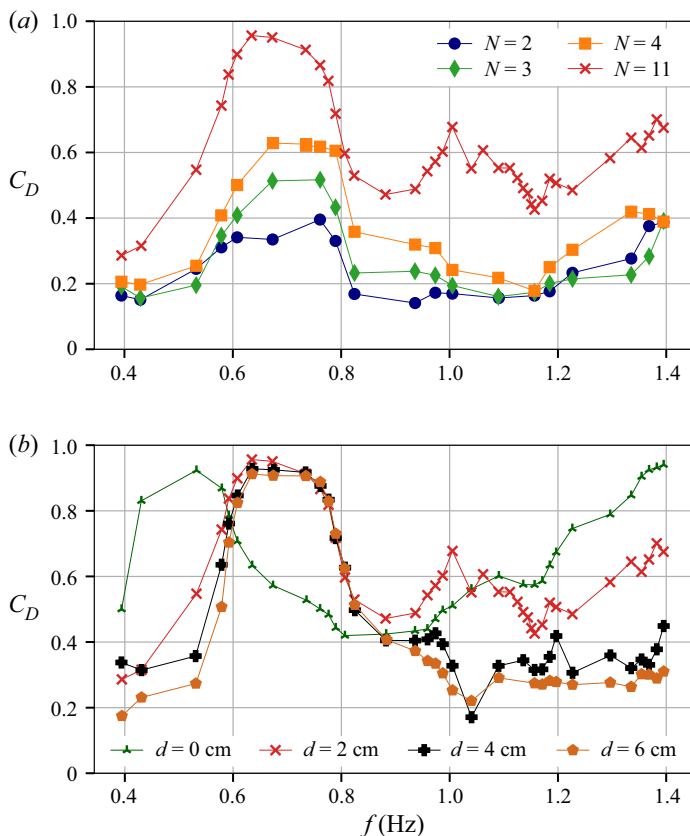 (a)
1.0
0.8
0.6
0.4
0.2
0
C_D
N = 2
N = 4
N = 3
N = 11
0.4 0.6 0.8 1.0 1.2 1.4
(b)
1.0
0.8
0.6
0.4
0.2
0
C_D
d = 0 cm d = 2 cm d = 4 cm d = 6 cm
0.4 0.6 0.8 1.0 1.2 1.4
f (Hz)